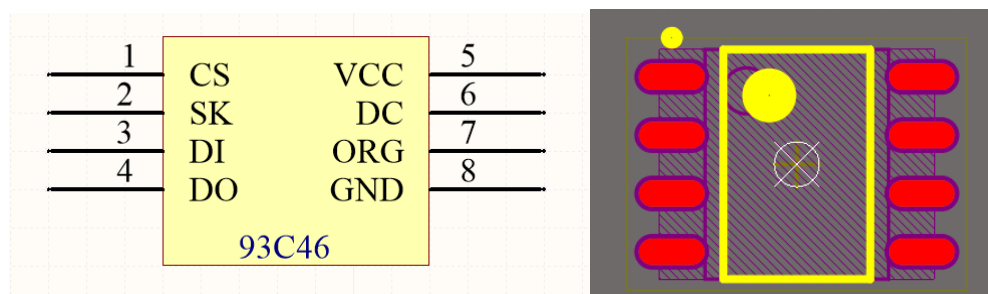 1 CS VCC 5
2 SK DC 6
3 DI ORG 7
4 DO GND 8
93C46